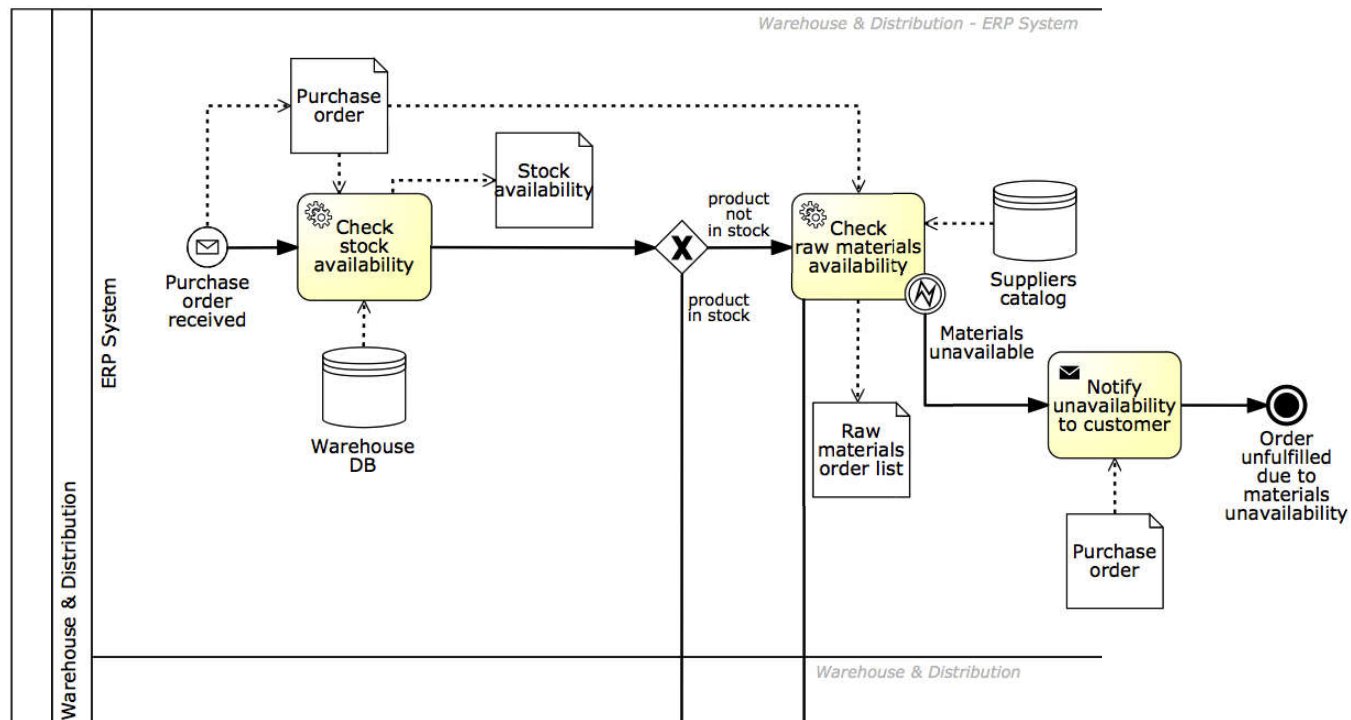 Warehouse & Distribution - ERP System
Purchase
order
Stock
availability
Check
stock
availability
Purchase
order
received
Warehouse
DB
product
not
in stock
product
in stock
Check
raw materials
availability
Suppliers
catalog
Materials
unavailable
Raw
materials
order list
Notify
unavailability
to customer
Order
unfulfilled
due to
materials
unavailability
Purchase
order
ERP System
Warehouse & Distribution
Warehouse & Distribution